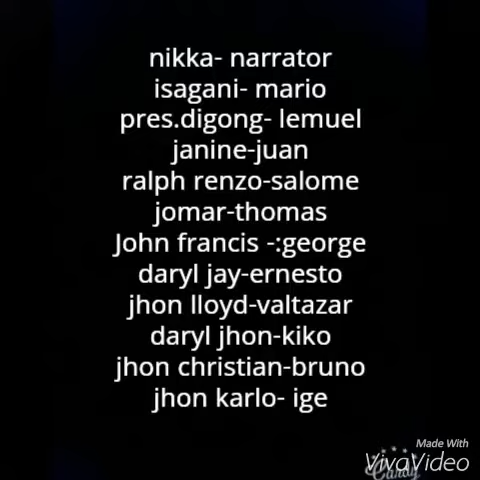 nikka- narrator
isagani- mario
pres.digong- lemuel
janine-juan
ralph renzo-salome
jomar-thomas
John francis -:george
daryl jay-ernesto
jhon lloyd-valtazar
daryl jhon-kiko
jhon christian-bruno
jhon karlo- ige
Made With
VivaVideo
Candy